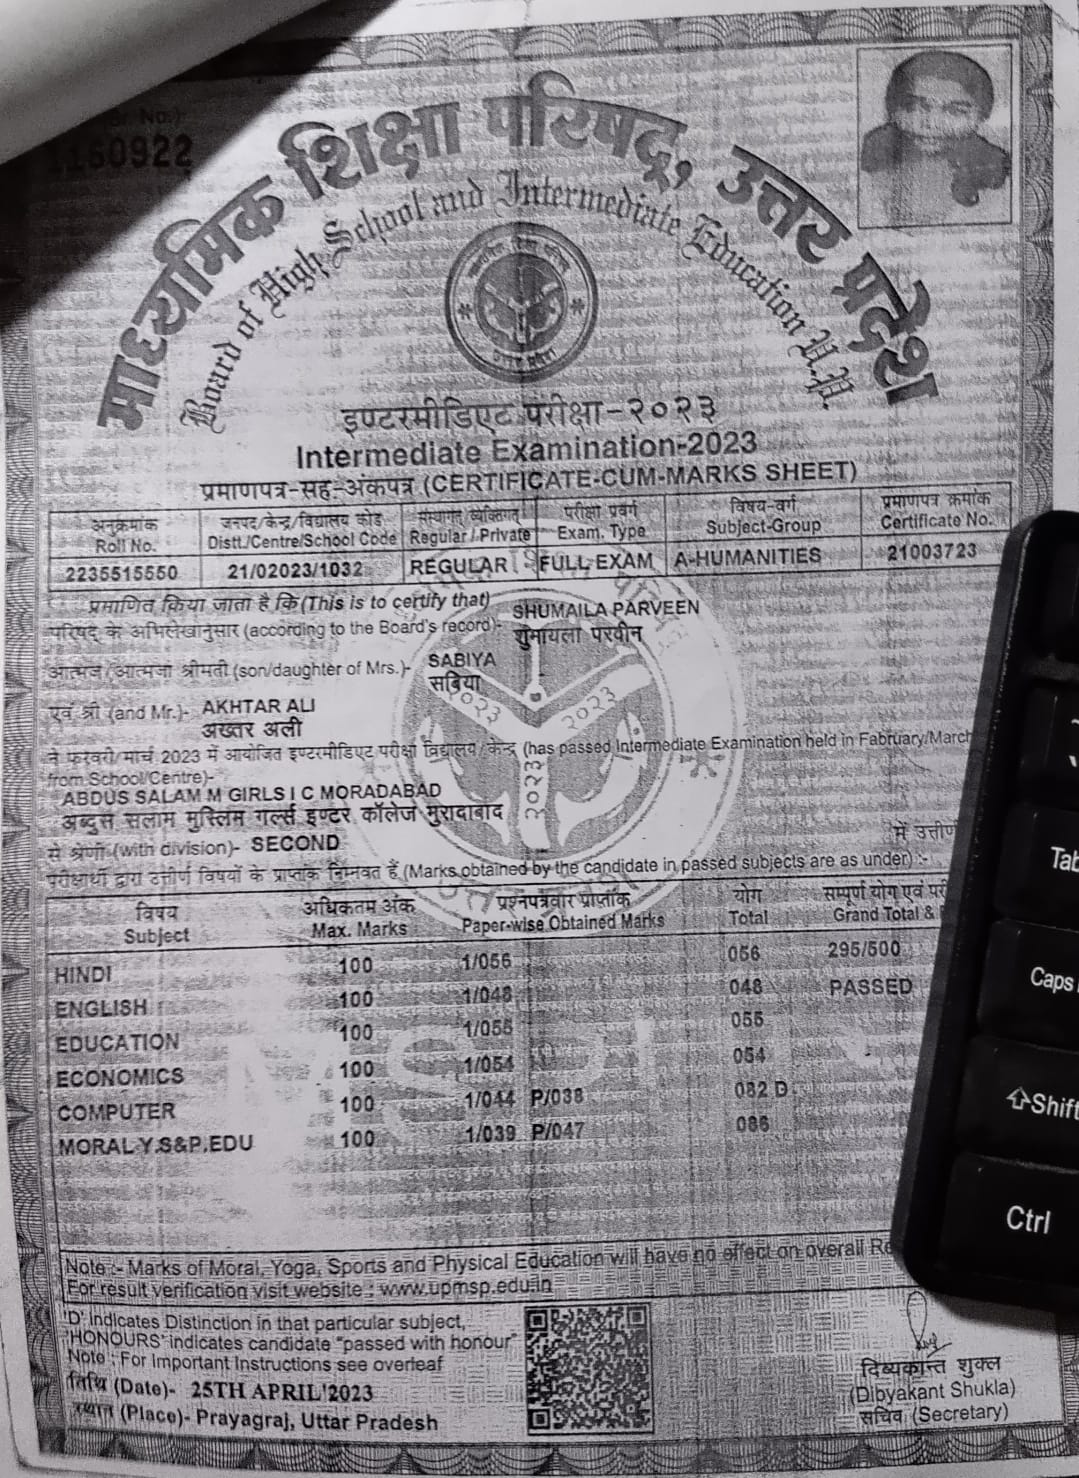 1160922
माध्यमिक शिक्षा परिषद्, उत्तर प्रदेश
Board of High School and Intermediate Education U.P.
इण्टरमीडिएट परीक्षा-२०२३
Intermediate Examination-2023
प्रमाणपत्र-सह-अंकपत्र (CERTIFICATE-CUM-MARKS SHEET)
अनुक्रमांक जनपद/केन्द्र/विद्यालय कोड संस्थागत/व्यक्तिगत परीक्षा प्रवर्ग विषय-वर्ग प्रमाणपत्र क्रमांक
Roll No. Distt./Centre/School Code Regular / Private Exam. Type Subject-Group Certificate No.
2235515550 21/02023/1032 REGULAR FULL EXAM A-HUMANITIES 21003723
प्रमाणित किया जाता है कि (This is to certify that) SHUMAILA PARVEEN
परिषद् के अभिलेखानुसार (according to the Board's record)- शुमायला परवीन
आत्मज/आत्मजा श्रीमती (son/daughter of Mrs.)- SABIYA
सबिया
एवं श्री (and Mr.)- AKHTAR ALI
अख्तर अली
ने फरवरी/मार्च 2023 में आयोजित इण्टरमीडिएट परीक्षा विद्यालय/केन्द्र (has passed Intermediate Examination held in Fabruary/March
from School/Centre)-
ABDUS SALAM M GIRLS I C MORADABAD
अब्दुस सलाम मुस्लिम गर्ल्स इण्टर कॉलेज मुरादाबाद
से श्रेणी (with division)- SECOND में उत्तीर्ण
परीक्षार्थी द्वारा उत्तीर्ण विषयों के प्राप्तांक निम्नवत हैं (Marks obtained by the candidate in passed subjects are as under) :-
विषय अधिकतम अंक प्रश्नपत्रवार प्राप्तांक योग सम्पूर्ण योग एवं
Subject Max. Marks Paper-wise Obtained Marks Total Grand Total &
HINDI 100 1/056 056 295/500
ENGLISH 100 1/048 048 PASSED
EDUCATION 100 1/055 055
ECONOMICS 100 1/054 054
COMPUTER 100 1/044 P/038 082 D
MORAL,Y,S&P.EDU 100 1/039 P/047 086
Note :- Marks of Moral, Yoga, Sports and Physical Education will have no effect on overall Re
For result verification visit website : www.upmsp.edu.in
'D' Indicates Distinction in that particular subject,
'HONOURS' indicates candidate "passed with honour"
Note : For Important Instructions see overleaf
तिथि (Date)- 25TH APRIL'2023
स्थान (Place)- Prayagraj, Uttar Pradesh
दिब्यकान्त शुक्ल
(Dibyakant Shukla)
सचिव (Secretary)
२०२३
२०२३
२०२३
उत्तर प्रदेश
Tab
Caps
Shift
Ctrl